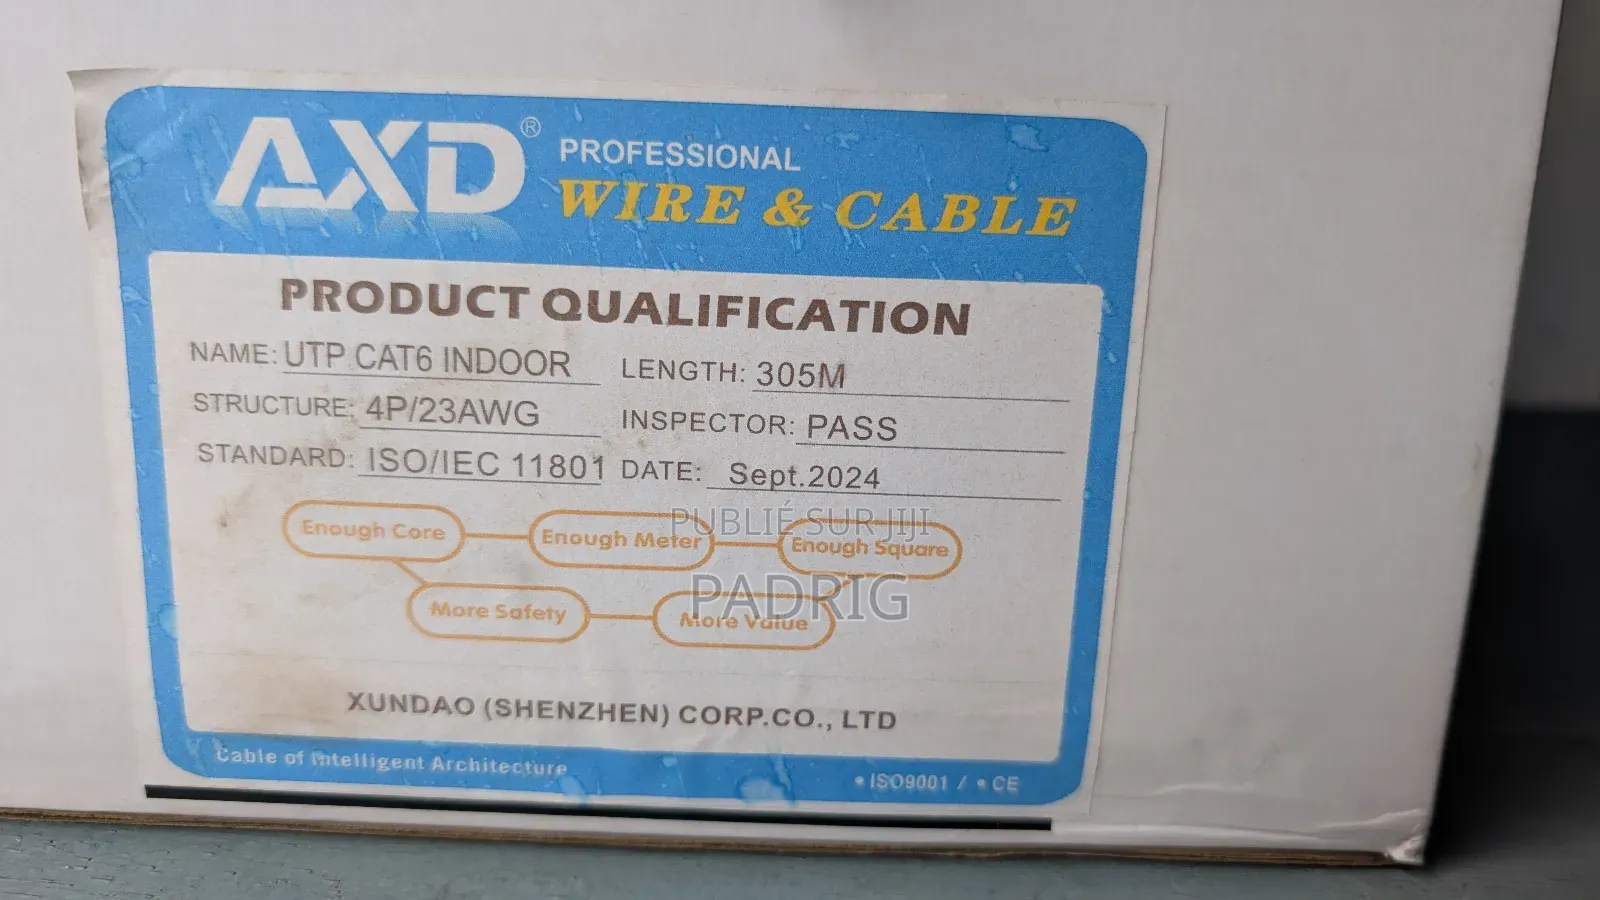 AXD®
PROFESSIONAL
WIRE & CABLE
PRODUCT QUALIFICATION
NAME: UTP CAT6 INDOOR LENGTH: 305M
STRUCTURE: 4P/23AWG INSPECTOR: PASS
STANDARD: ISO/IEC 11801 DATE: Sept.2024
PUBLIÉ SUR JIJI
Enough Core Enough Meter Enough Square
PADRIG
More Safety More Value
XUNDAO (SHENZHEN) CORP.CO., LTD
Cable of Intelligent Architecture
• ISO9001 / • CE